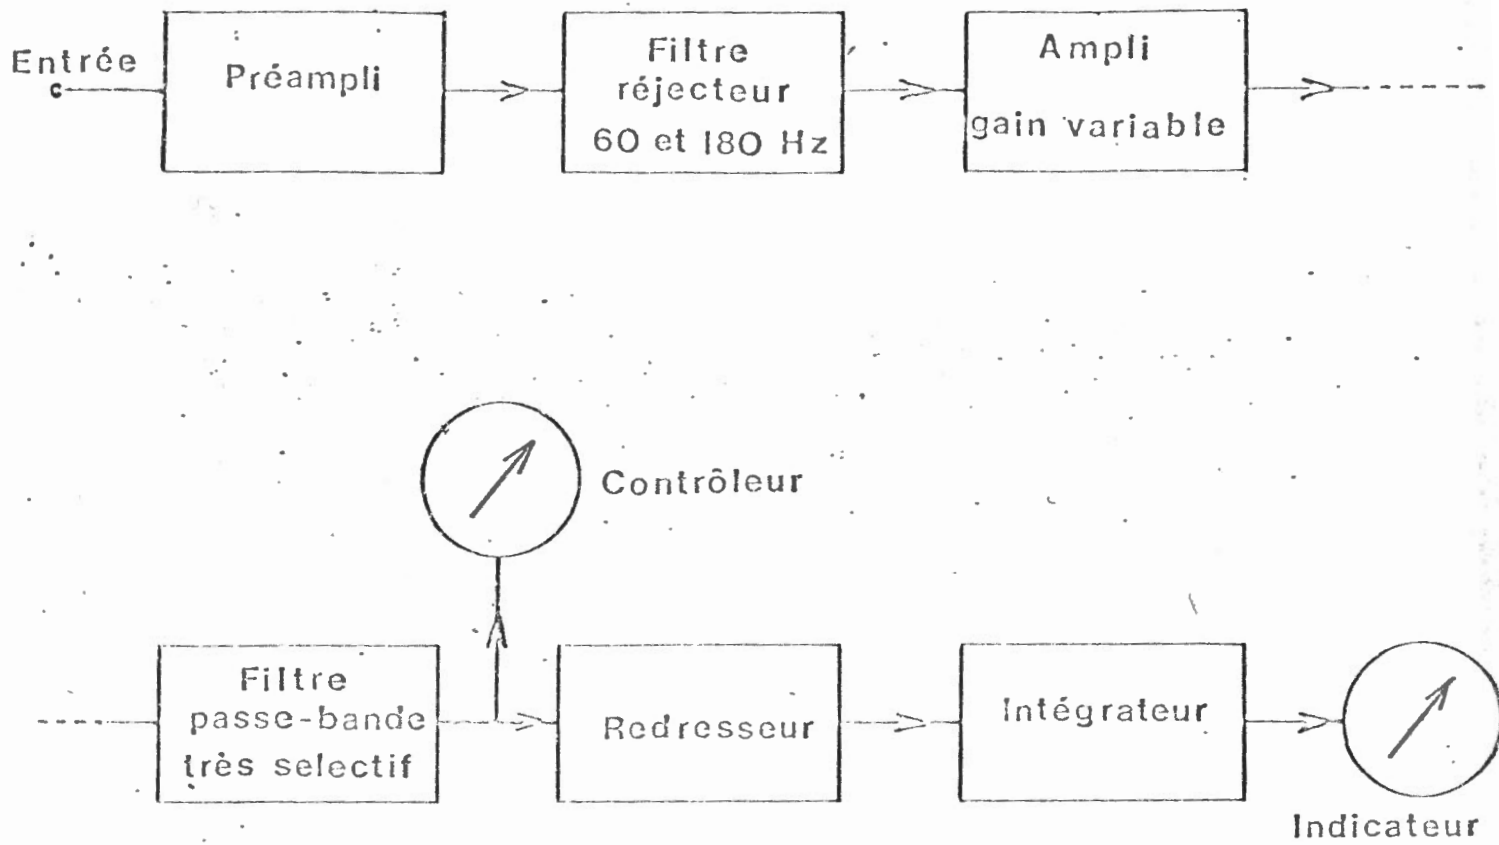 Entrée
Préampli
Filtre
réjecteur
60 et 180 Hz
Ampli
gain variable
Contrôleur
Filtre
passe-bande
très selectif
Redresseur
Intégrateur
Indicateur